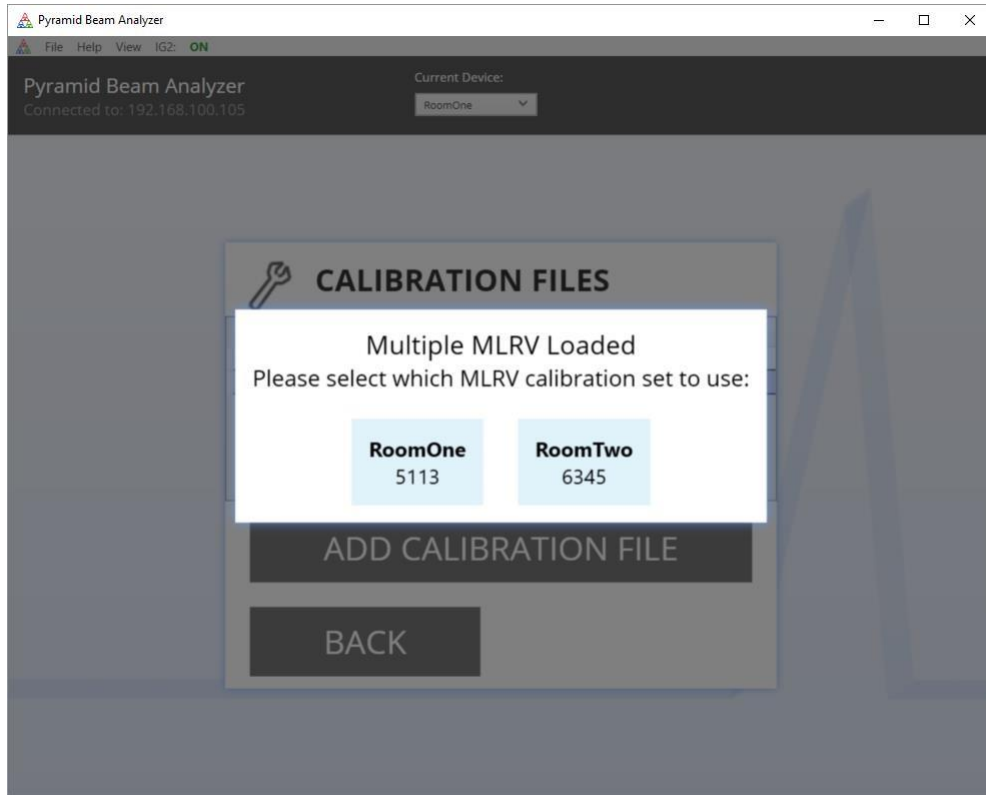 Pyramid Beam Analyzer
File Help View IG2: ON
Pyramid Beam Analyzer
Connected to: 192.168.100.105
Current Device:
RoomOne
CALIBRATION FILES
Multiple MLRV Loaded
Please select which MLRV calibration set to use:
RoomOne
5113
RoomTwo
6345
ADD CALIBRATION FILE
BACK